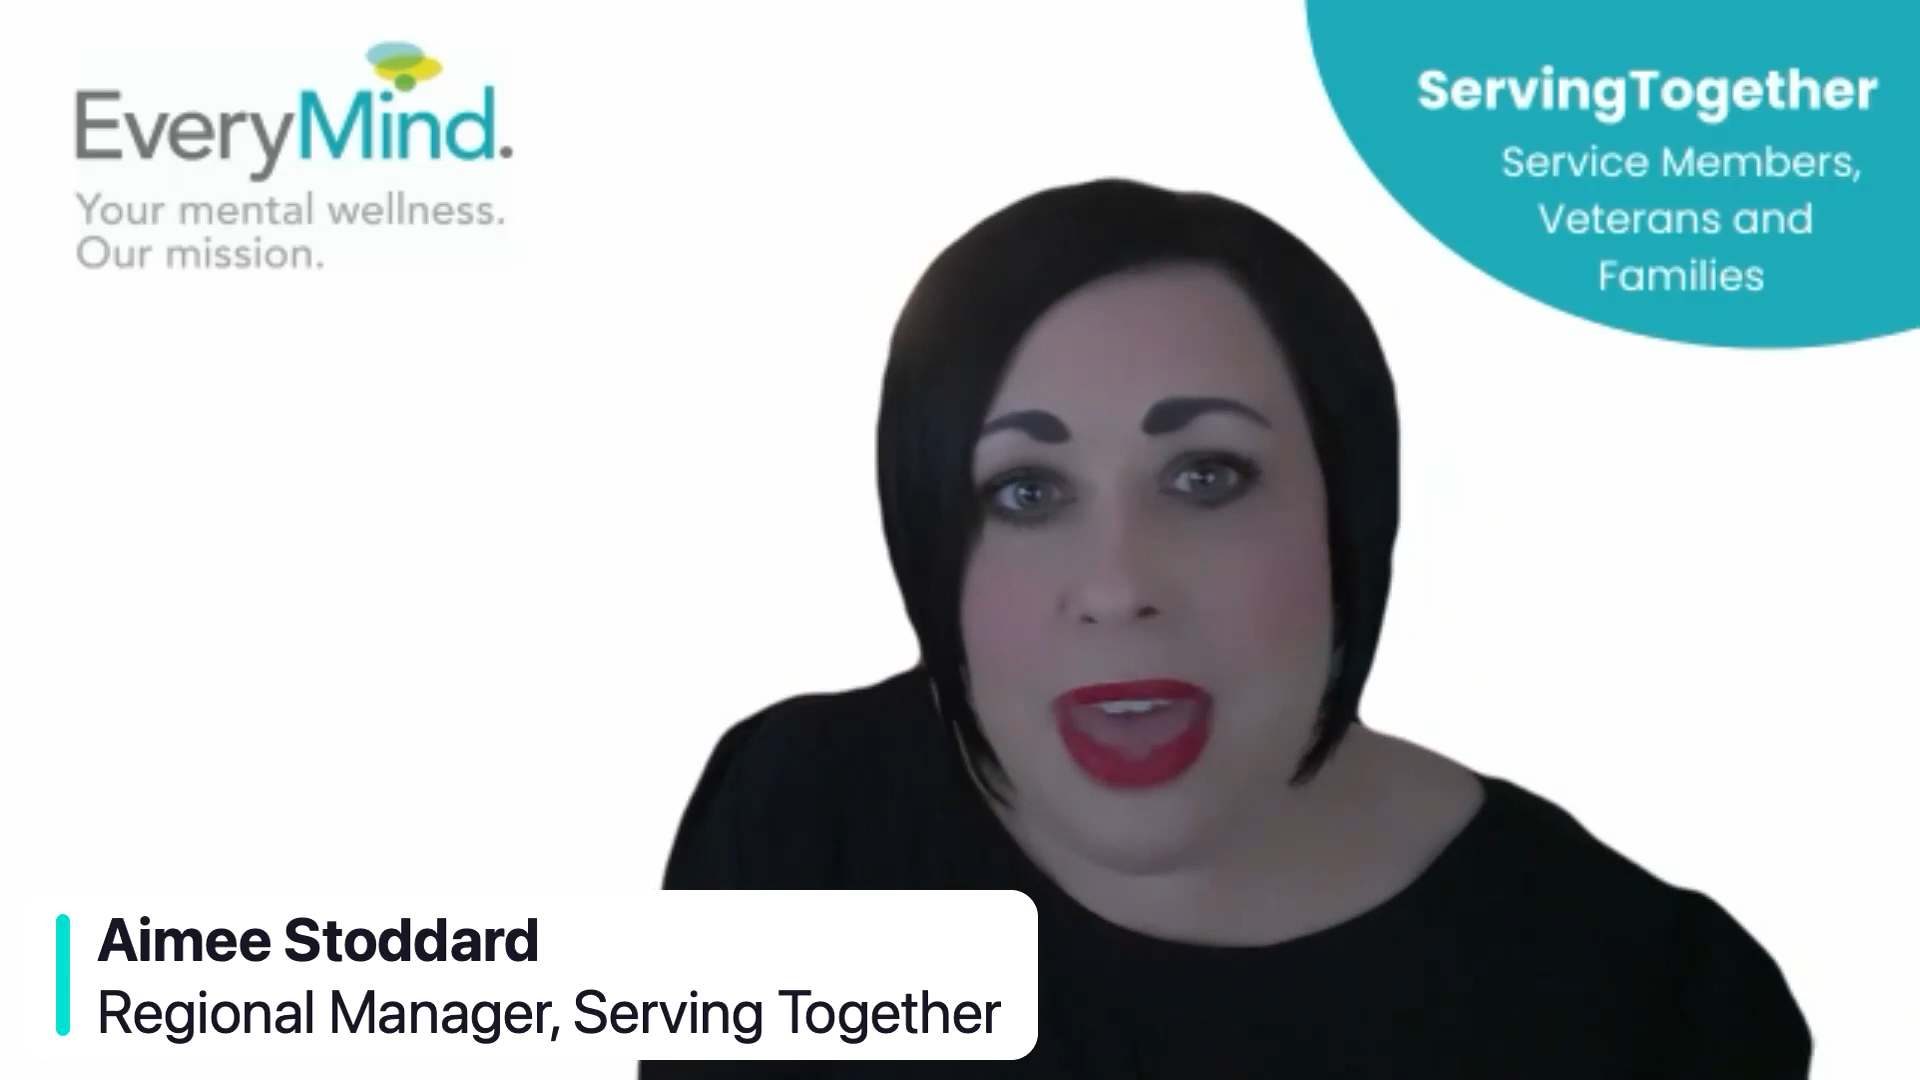 EveryMind.
Your mental wellness.
Our mission.
ServingTogether
Service Members,
Veterans and
Families
Aimee Stoddard
Regional Manager, Serving Together